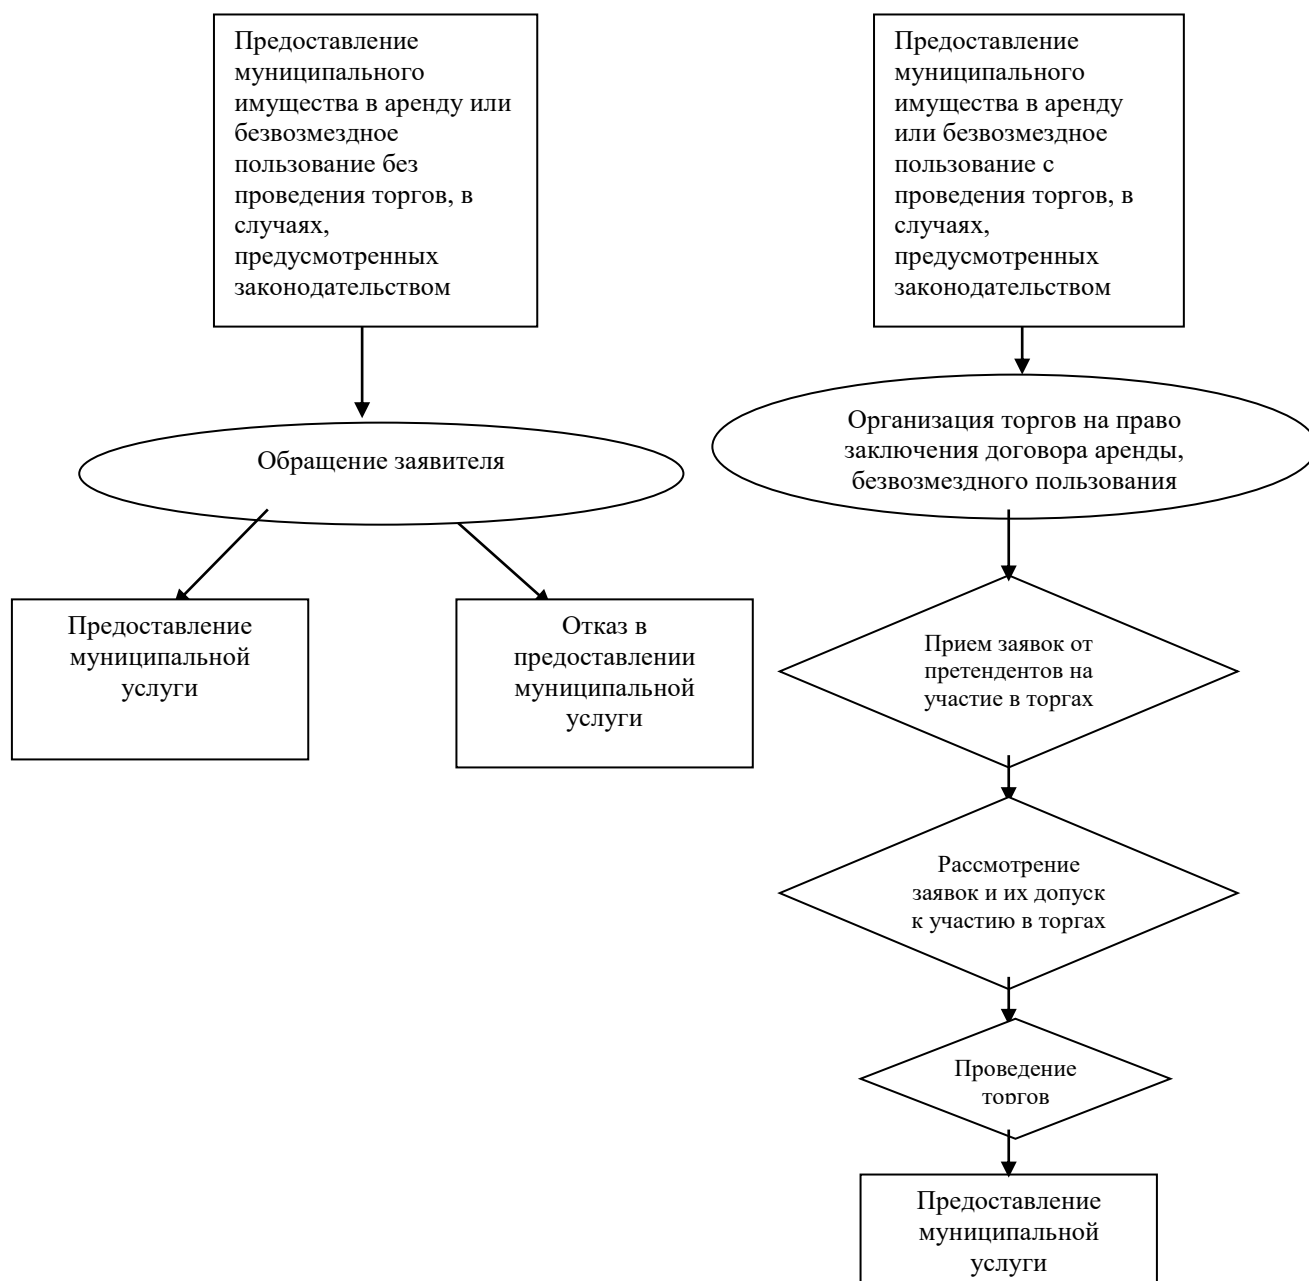 Предоставление
муниципального
имущества в аренду или
безвозмездное
пользование без
проведения торгов, в
случаях,
предусмотренных
законодательством
Предоставление
муниципального
имущества в аренду
или безвозмездное
пользование с
проведения торгов, в
случаях,
предусмотренных
законодательством
Обращение заявителя
Организация торгов на право
заключения договора аренды,
безвозмездного пользования
Предоставление
муниципальной
услуги
Отказ в
предоставлении
муниципальной
услуги
Прием заявок от
претендентов на
участие в торгах
Рассмотрение
заявок и их допуск
к участию в торгах
Проведение
торгов
Предоставление
муниципальной
услуги